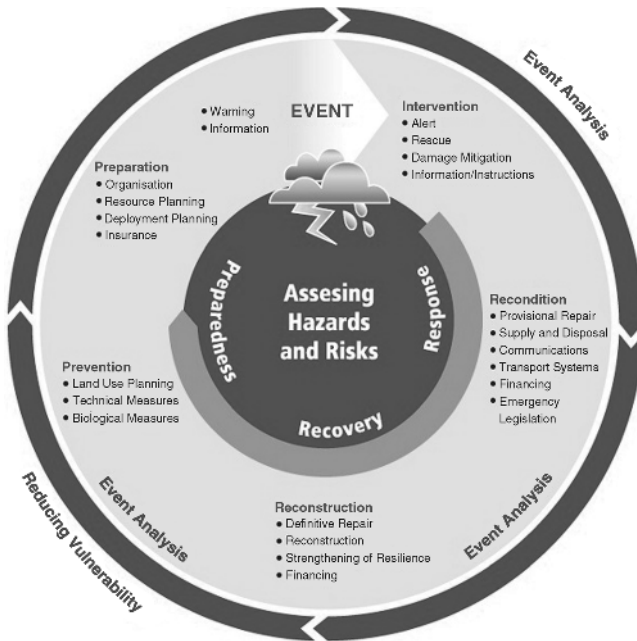 EVENT
• Warning
• Information
Intervention
• Alert
• Rescue
• Damage Mitigation
• Information/Instructions
Event Analysis
Preparation
• Organisation
• Resource Planning
• Deployment Planning
• Insurance
Preparedness
Assesing
Hazards
and Risks
Response
Recovery
Recondition
• Provisional Repair
• Supply and Disposal
• Communications
• Transport Systems
• Financing
• Emergency
Legislation
Prevention
• Land Use Planning
• Technical Measures
• Biological Measures
Reconstruction
• Definitive Repair
• Reconstruction
• Strengthening of Resilience
• Financing
Event Analysis
Event Analysis
Reducing Vulnerability